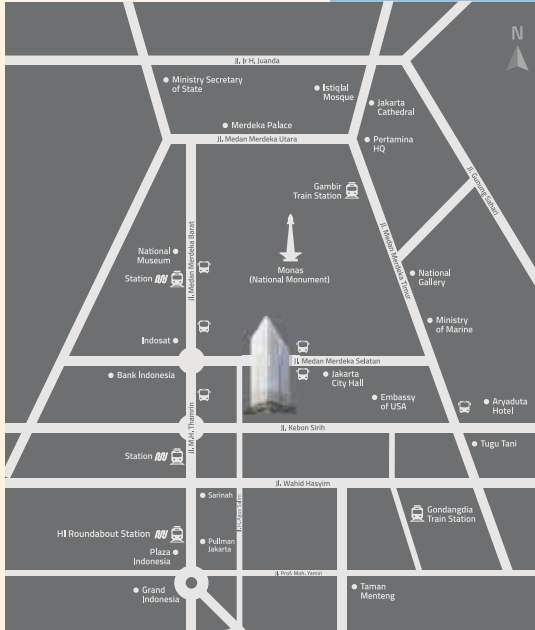 N
Jl. Ir H. Juanda
Ministry Secretary
of State
Istiqlal
Mosque
Jakarta
Cathedral
Merdeka Palace
Jl. Medan Merdeka Utara
Pertamina
HQ
Jl. Gunung Sahari
Gambir
Train Station
Jl. Medan Merdeka Barat
Jl. Medan Merdeka Timur
National
Museum
Station
Monas
(National Monument)
National
Gallery
Ministry
of Marine
Indosat
Jl. Medan Merdeka Selatan
Bank Indonesia
Jakarta
City Hall
Embassy
of USA
Aryaduta
Hotel
Jl. M.H. Thamrin
Jl. Kebon Sirih
Tugu Tani
Station
Jl. Wahid Hasyim
Sarinah
Gondangdia
Train Station
HI Roundabout Station
Plaza
Indonesia
Pullman
Jakarta
Jl. Prof. Moh. Yamin
Grand
Indonesia
Taman
Menteng